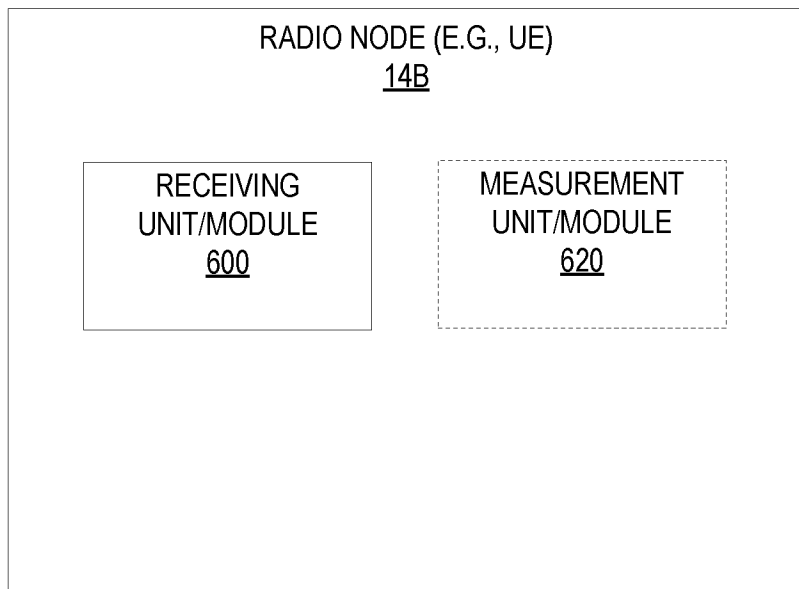 RADIO NODE (E.G., UE)
14B
RECEIVING
UNIT/MODULE
600
MEASUREMENT
UNIT/MODULE
620